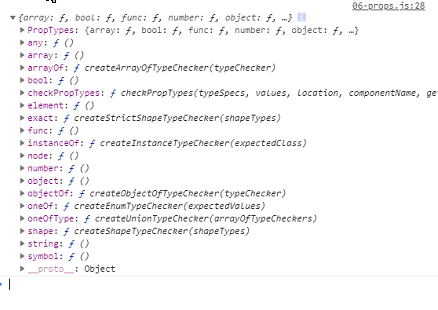 06-props.js:28
▼{array: ƒ, bool: ƒ, func: ƒ, number: ƒ, object: ƒ, …} i
▶PropTypes: {array: ƒ, bool: ƒ, func: ƒ, number: ƒ, object: ƒ, …}
▶any: ƒ ()
▶array: ƒ ()
▶arrayOf: ƒ createArrayOfTypeChecker(typeChecker)
▶bool: ƒ ()
▶checkPropTypes: ƒ checkPropTypes(typeSpecs, values, location, componentName, ge
▶element: ƒ ()
▶exact: ƒ createStrictShapeTypeChecker(shapeTypes)
▶func: ƒ ()
▶instanceOf: ƒ createInstanceTypeChecker(expectedClass)
▶node: ƒ ()
▶number: ƒ ()
▶object: ƒ ()
▶objectOf: ƒ createObjectOfTypeChecker(typeChecker)
▶oneOf: ƒ createEnumTypeChecker(expectedValues)
▶oneOfType: ƒ createUnionTypeChecker(arrayOfTypeCheckers)
▶shape: ƒ createShapeTypeChecker(shapeTypes)
▶string: ƒ ()
▶symbol: ƒ ()
▶__proto__: Object